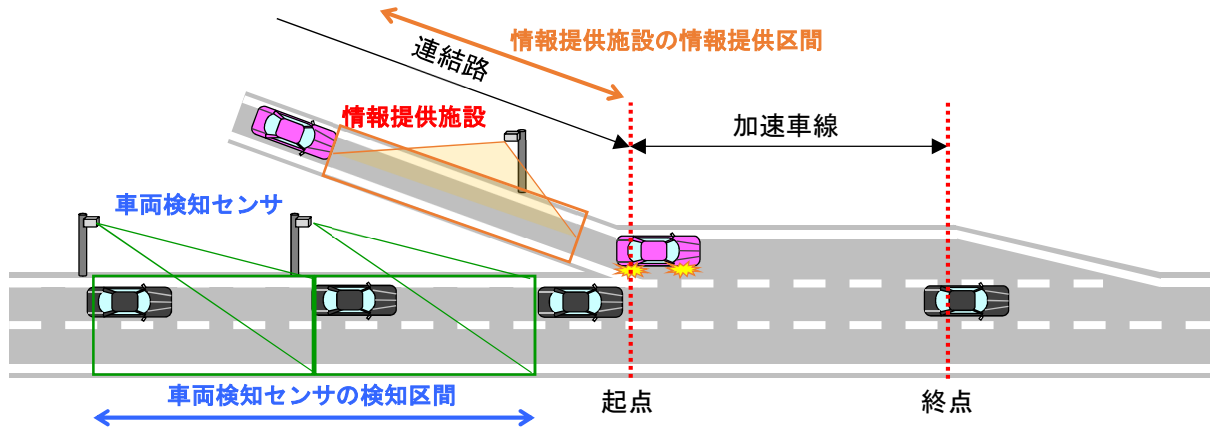 情報提供施設の情報提供区間
連結路
情報提供施設
加速車線
車両検知センサ
車両検知センサの検知区間
起点
終点